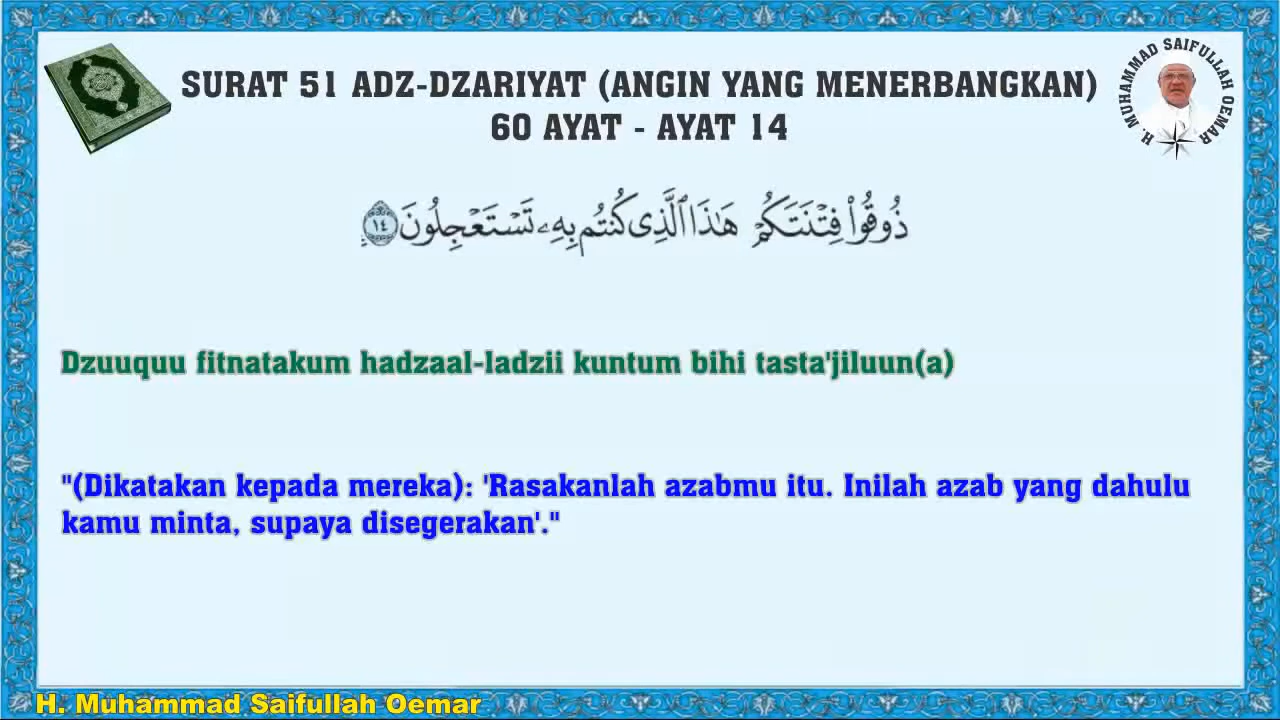 SURAT 51 ADZ-DZARIYAT (ANGIN YANG MENERBANGKAN)
60 AYAT - AYAT 14
H. MUHAMMAD SAIFULLAH OEMAR
ذُوقُوا۟ فِتْنَتَكُمْ هَٰذَا ٱلَّذِى كُنتُم بِهِۦ تَسْتَعْجِلُونَ ١٤
Dzuuquu fitnatakum hadzaal-ladzii kuntum bihi tasta'jiluun(a)
"(Dikatakan kepada mereka): 'Rasakanlah azabmu itu. Inilah azab yang dahulu
kamu minta, supaya disegerakan'."
H. Muhammad Saifullah Oemar